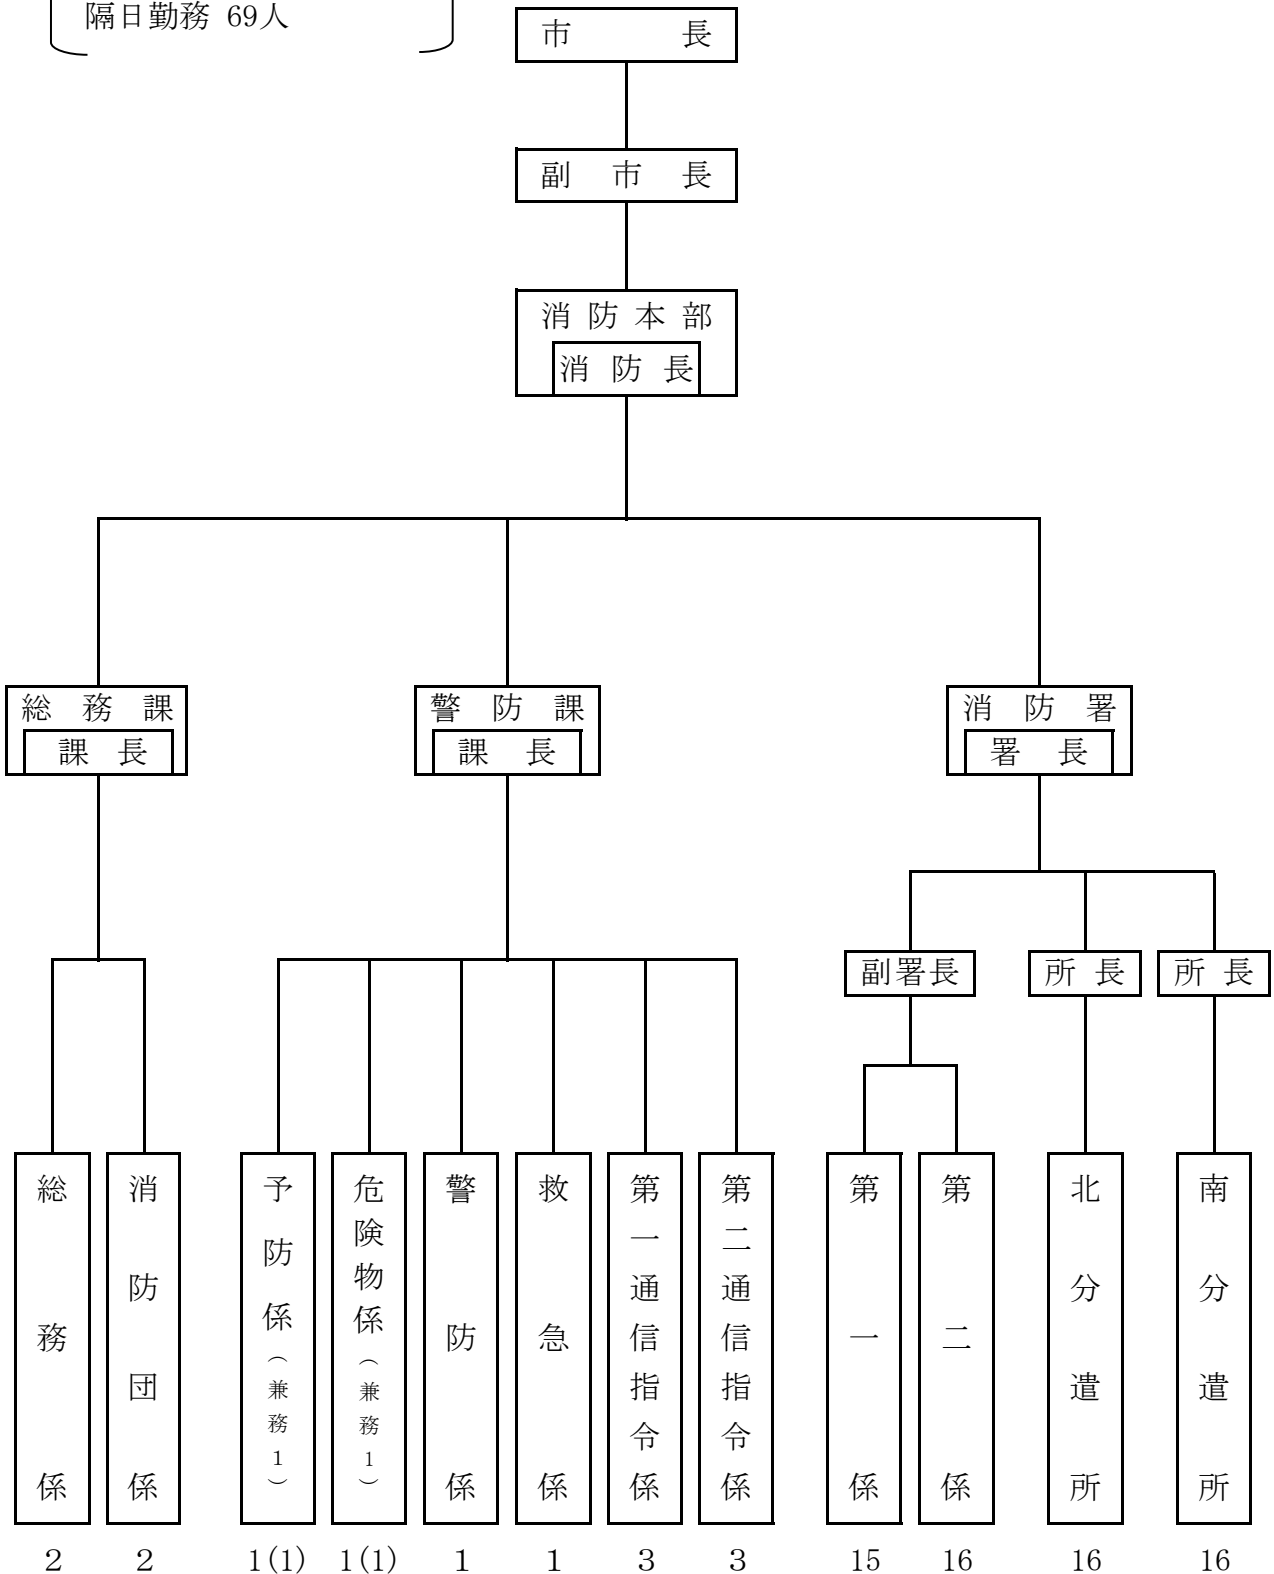 隔日勤務 69人
市長
副市長
消防本部
消防長
総務課
課長
警防課
課長
消防署
署長
副署長
所長
所長
総務係
消防団係
予防係（兼務1）
危険物係（兼務1）
警防係
救急係
第一通信指令係
第二通信指令係
第一係
第二係
北分遣所
南分遣所
2 2 1(1) 1(1) 1 1 3 3 15 16 16 16